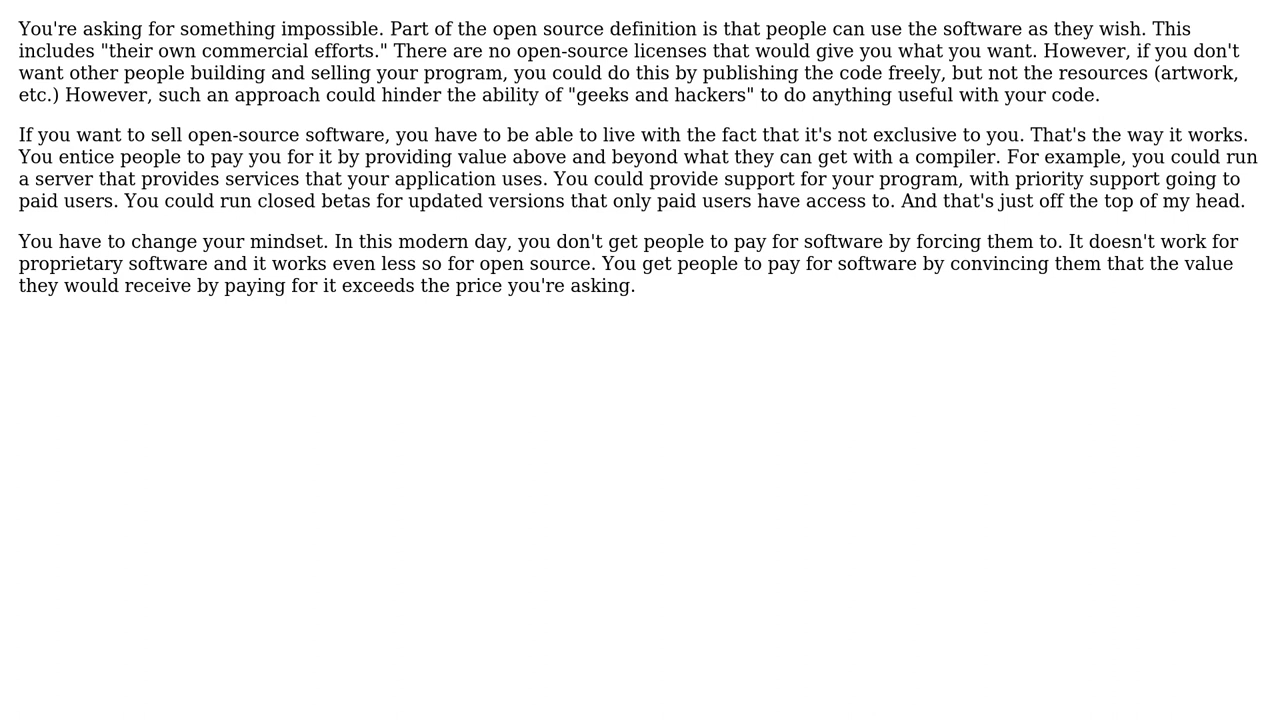 You're asking for something impossible. Part of the open source definition is that people can use the software as they wish. This
includes "their own commercial efforts." There are no open-source licenses that would give you what you want. However, if you don't
want other people building and selling your program, you could do this by publishing the code freely, but not the resources (artwork,
etc.) However, such an approach could hinder the ability of "geeks and hackers" to do anything useful with your code.
If you want to sell open-source software, you have to be able to live with the fact that it's not exclusive to you. That's the way it works.
You entice people to pay you for it by providing value above and beyond what they can get with a compiler. For example, you could run
a server that provides services that your application uses. You could provide support for your program, with priority support going to
paid users. You could run closed betas for updated versions that only paid users have access to. And that's just off the top of my head.
You have to change your mindset. In this modern day, you don't get people to pay for software by forcing them to. It doesn't work for
proprietary software and it works even less so for open source. You get people to pay for software by convincing them that the value
they would receive by paying for it exceeds the price you're asking.